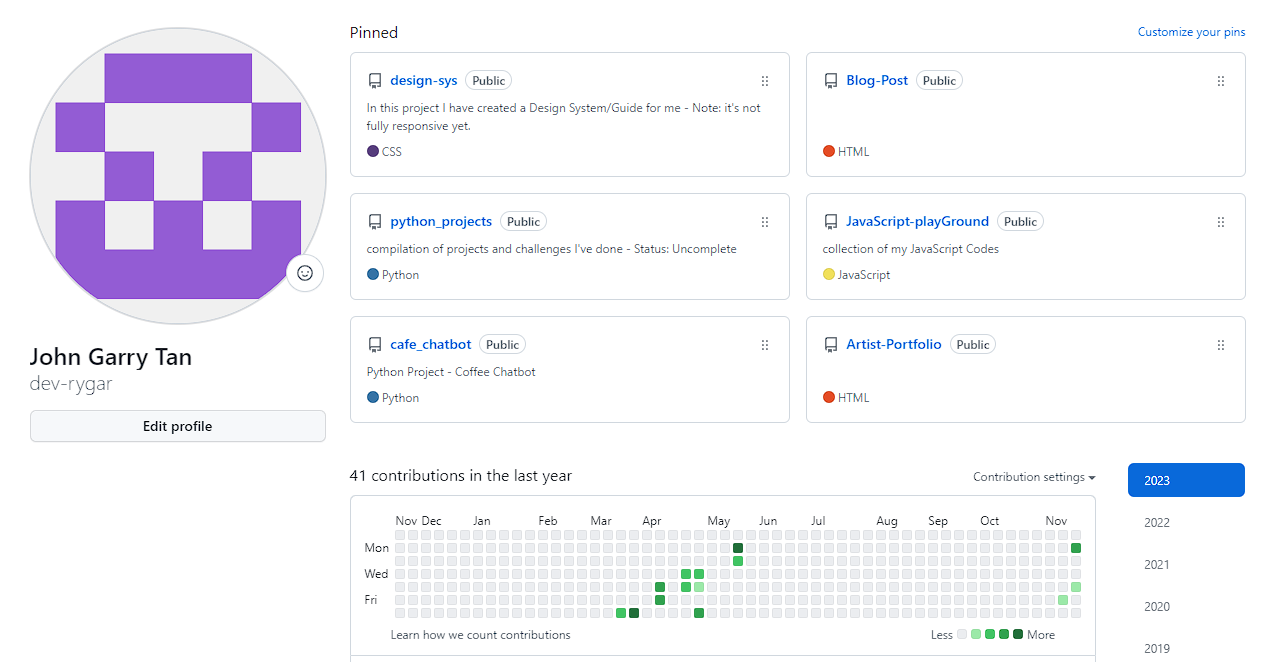 Pinned
Customize your pins
design-sys Public
In this project I have created a Design System/Guide for me - Note: it's not
fully responsive yet.
CSS
Blog-Post Public
HTML
python_projects Public
compilation of projects and challenges I've done - Status: Uncomplete
Python
JavaScript-playGround Public
collection of my JavaScript Codes
JavaScript
cafe_chatbot Public
Python Project - Coffee Chatbot
Python
Artist-Portfolio Public
HTML
John Garry Tan
dev-rygar
Edit profile
41 contributions in the last year
Contribution settings
Nov Dec Jan Feb Mar Apr May Jun Jul Aug Sep Oct Nov
Mon
Wed
Fri
Learn how we count contributions
Less More
2023
2022
2021
2020
2019